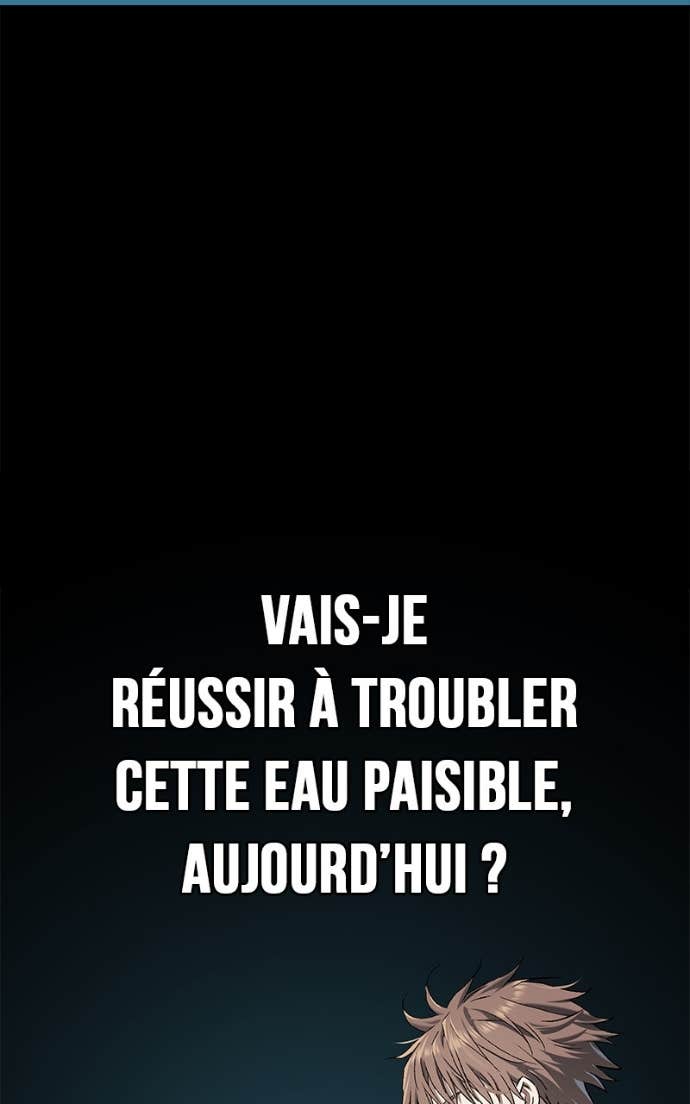 VAIS-JE
RÉUSSIR À TROUBLER
CETTE EAU PAISIBLE,
AUJOURD'HUI ?